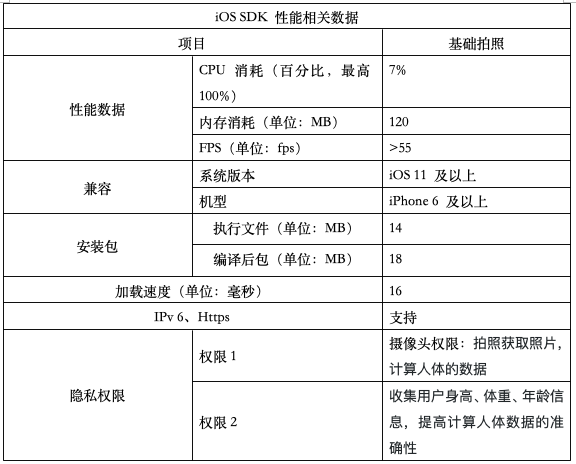 iOS SDK 性能相关数据
项目 基础拍照
性能数据
CPU 消耗（百分比，最高
100%）
7%
内存消耗（单位：MB） 120
FPS（单位：fps） >55
兼容
系统版本 iOS 11 及以上
机型 iPhone 6 及以上
安装包
执行文件（单位：MB） 14
编译后包（单位：MB） 18
加载速度（单位：毫秒） 16
IPv 6、Https 支持
隐私权限
权限 1
摄像头权限：拍照获取照片，
计算人体的数据
权限 2
收集用户身高、体重、年龄信
息，提高计算人体数据的准
确性